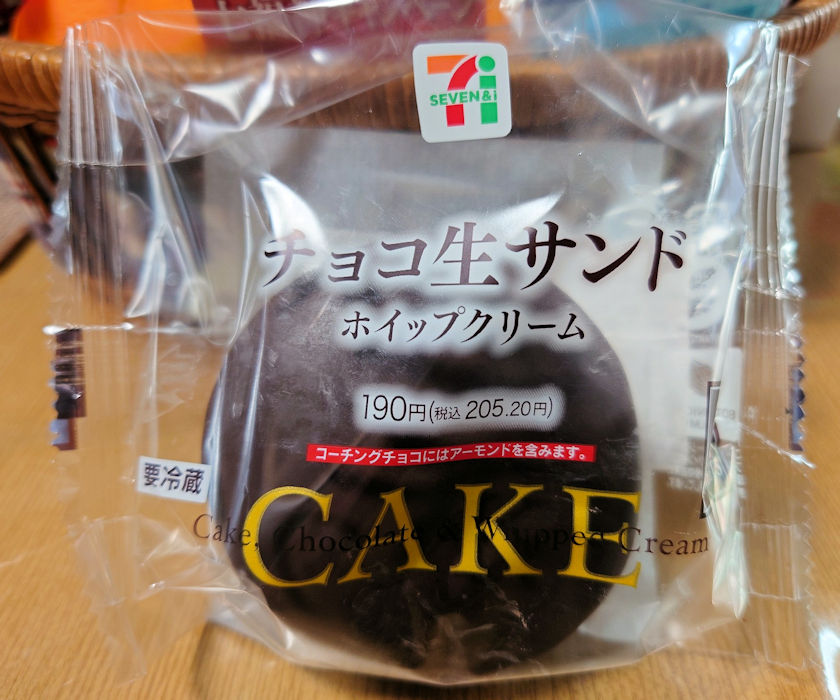 SEVEN&i
チョコ生サンド
ホイップクリーム
190円(税込 205.20円)
コーチングチョコにはアーモンドを含みます。
要冷蔵
CAKE
Cake, Chocolate & Whipped Cream